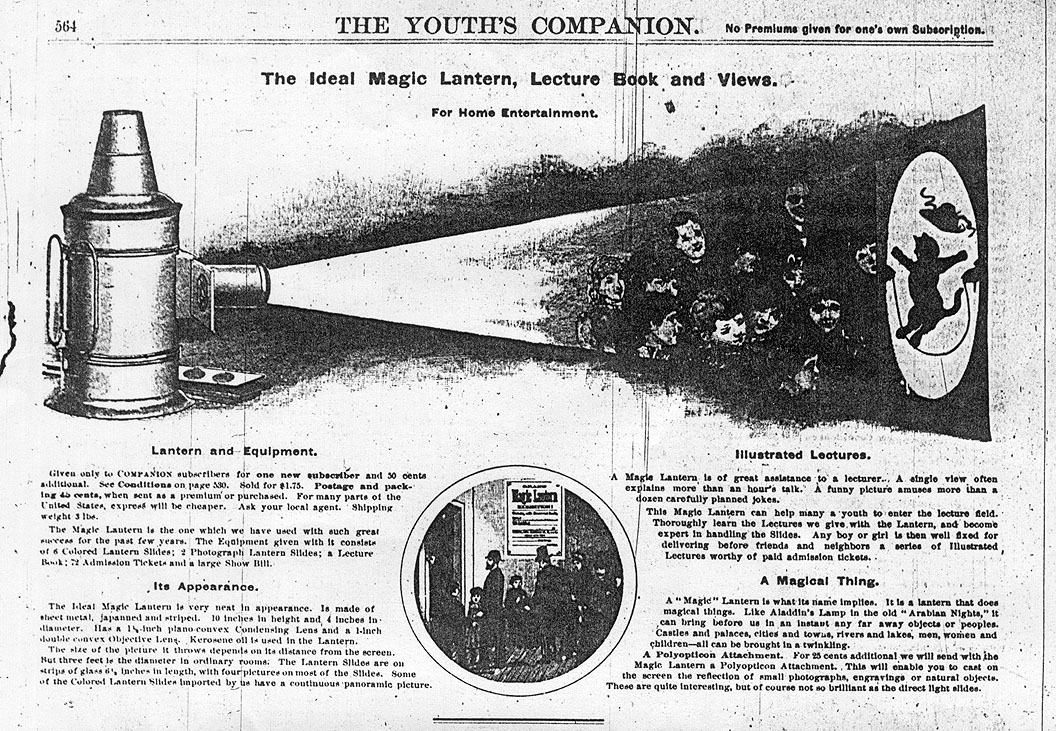 564
THE YOUTH'S COMPANION.
No Premiums given for one's own Subscription.
The Ideal Magic Lantern, Lecture Book and Views.
For Home Entertainment.
Lantern and Equipment.
Given only to COMPANION subscribers for one new subscriber and 50 cents
additional. See Conditions on page 530. Sold for $1.75. Postage and pack-
ing 45 cents, when sent as a premium or purchased. For many parts of the
United States, express will be cheaper. Ask your local agent. Shipping
weight 3 lbs.
The Magic Lantern is the one which we have used with such great
success for the past few years. The Equipment given with it consists
of 6 Colored Lantern Slides; 2 Photograph Lantern Slides; a Lecture
Book; 72 Admission Tickets and a large Show Bill.
Its Appearance.
The Ideal Magic Lantern is very neat in appearance. Is made of
sheet metal, japanned and striped. 10 inches in height and 4 inches in
diameter. Has a plano-convex Condensing Lens and a 1-inch
double convex Objective Lens. Kerosene oil is used in the Lantern.
The size of the picture it throws depends on its distance from the screen.
But three feet is the diameter in ordinary rooms. The Lantern Slides are on
strips of glass inches in length, with four pictures on most of the Slides. Some
of the Colored Lantern Slides imported by us have a continuous panoramic picture.
Magic Lantern
Illustrated Lectures.
A Magic Lantern is of great assistance to a lecturer. A single view often
explains more than an hour's talk. A funny picture amuses more than a
dozen carefully planned jokes.
This Magic Lantern can help many a youth to enter the lecture field.
Thoroughly learn the Lectures we give with the Lantern, and become
expert in handling the Slides. Any boy or girl is then well fixed for
delivering before friends and neighbors a series of Illustrated
Lectures worthy of paid admission tickets.
A Magical Thing.
A "Magic" Lantern is what its name implies. It is a lantern that does
magical things. Like Aladdin's Lamp in the old "Arabian Nights," it
can bring before us in an instant any far away objects or peoples.
Castles and palaces, cities and towns, rivers and lakes, men, women and
children—all can be brought in a twinkling.
A Polyopticon Attachment. For 25 cents additional we will send with the
Magic Lantern a Polyopticon Attachment. This will enable you to cast on
the screen the reflection of small photographs, engravings or natural objects.
These are quite interesting, but of course not so brilliant as the direct light slides.